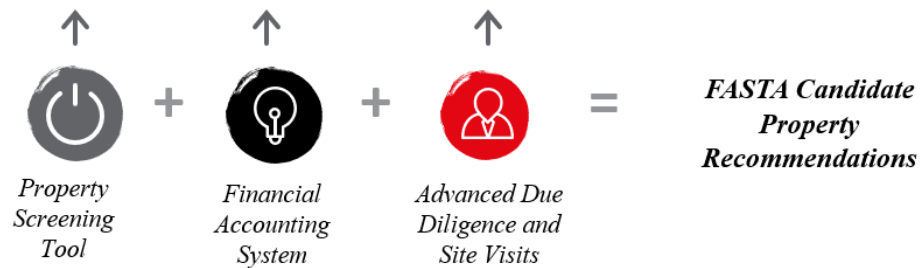 +
+
=
FASTA Candidate
Property
Recommendations
Property
Screening
Tool
Financial
Accounting
System
Advanced Due
Diligence and
Site Visits